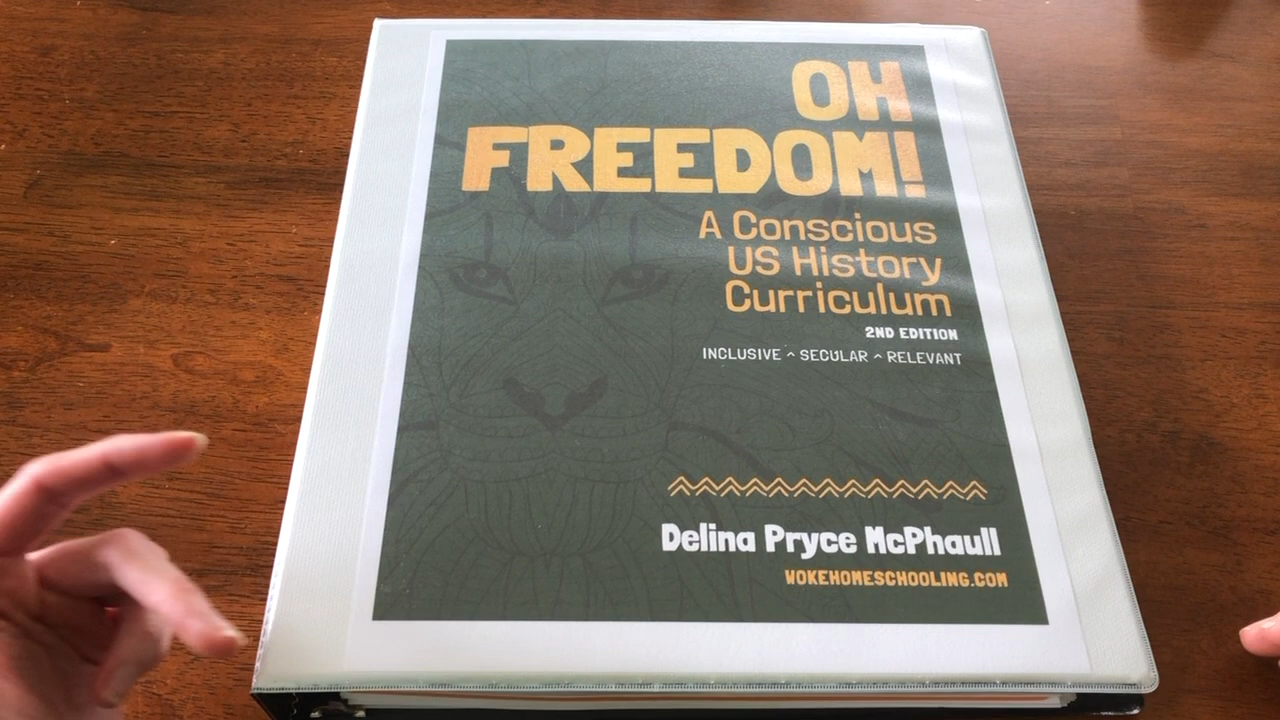 OH
FREEDOM!
A Conscious
US History
Curriculum
2ND EDITION
INCLUSIVE ^ SECULAR ^ RELEVANT
Delina Pryce McPhaull
WOKEHOMESCHOOLING.COM